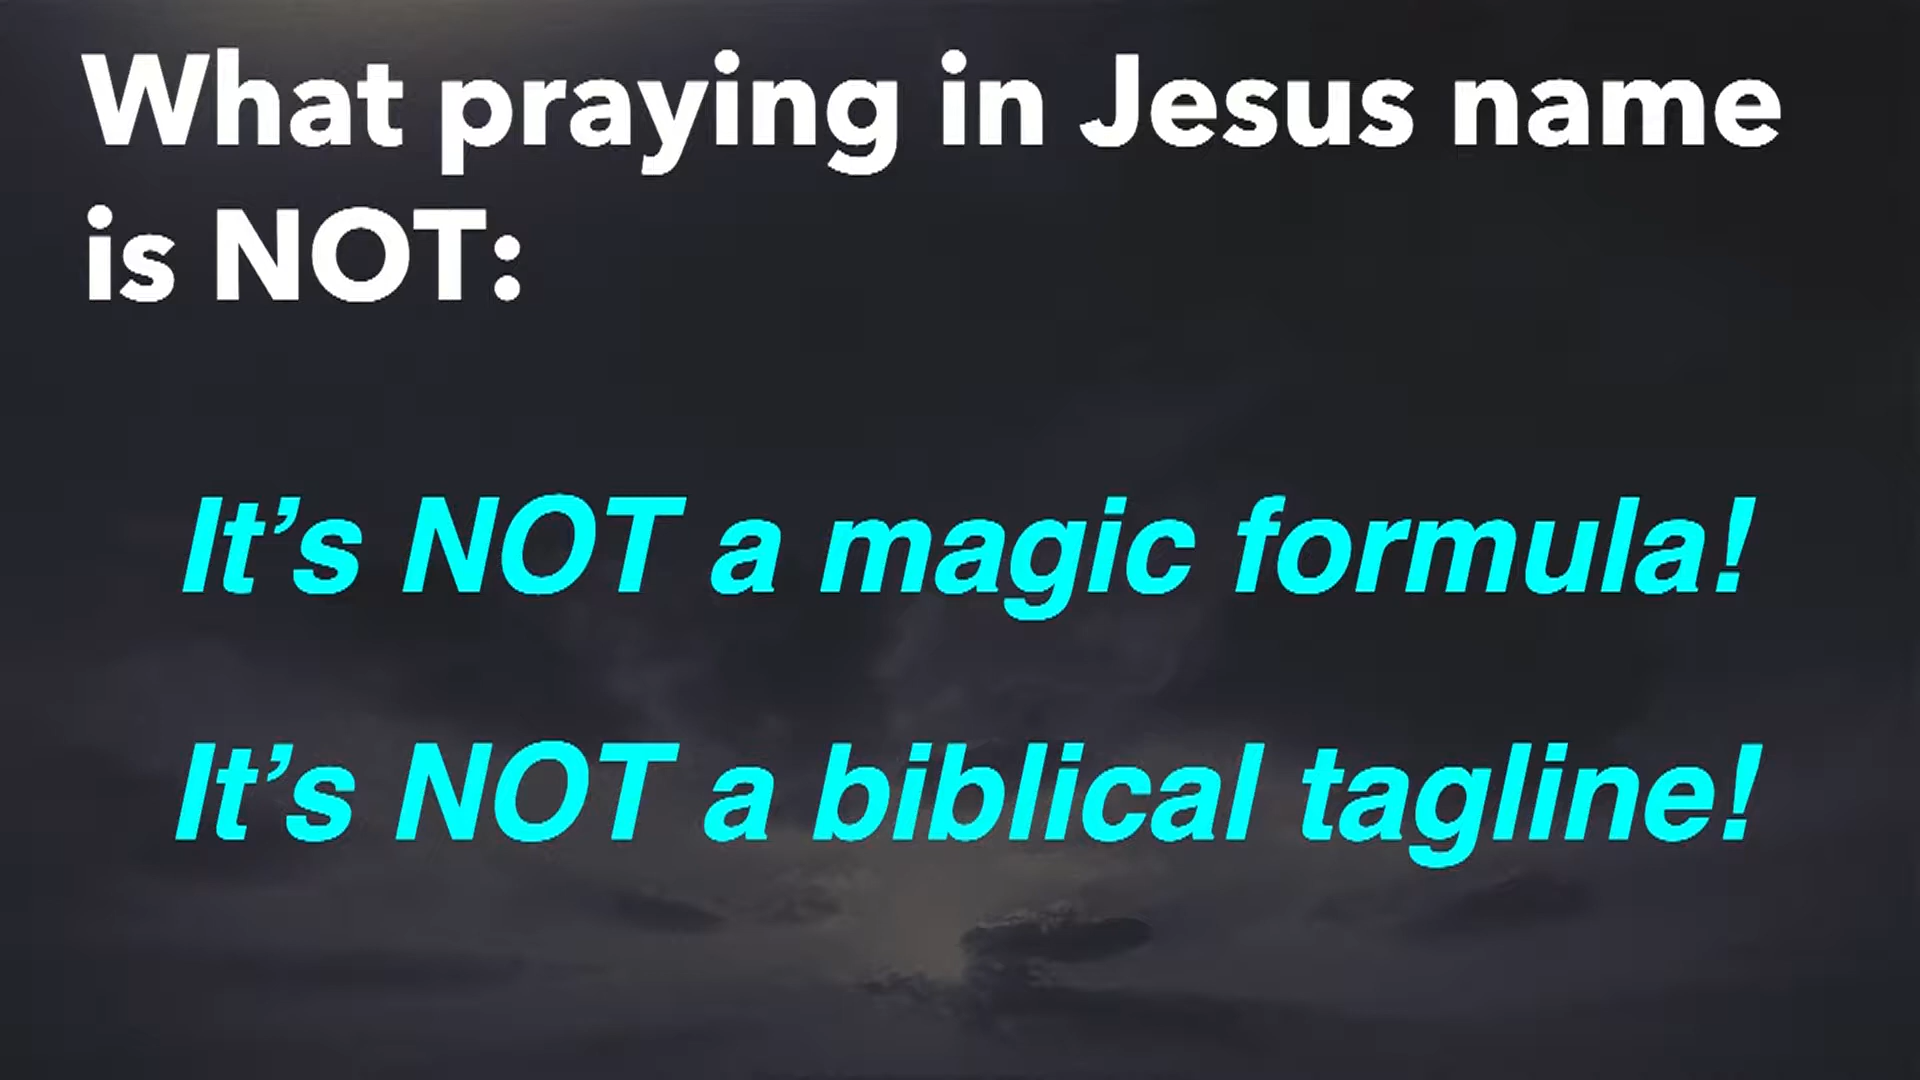 What praying in Jesus name
is NOT:
It’s NOT a magic formula!
It’s NOT a biblical tagline!